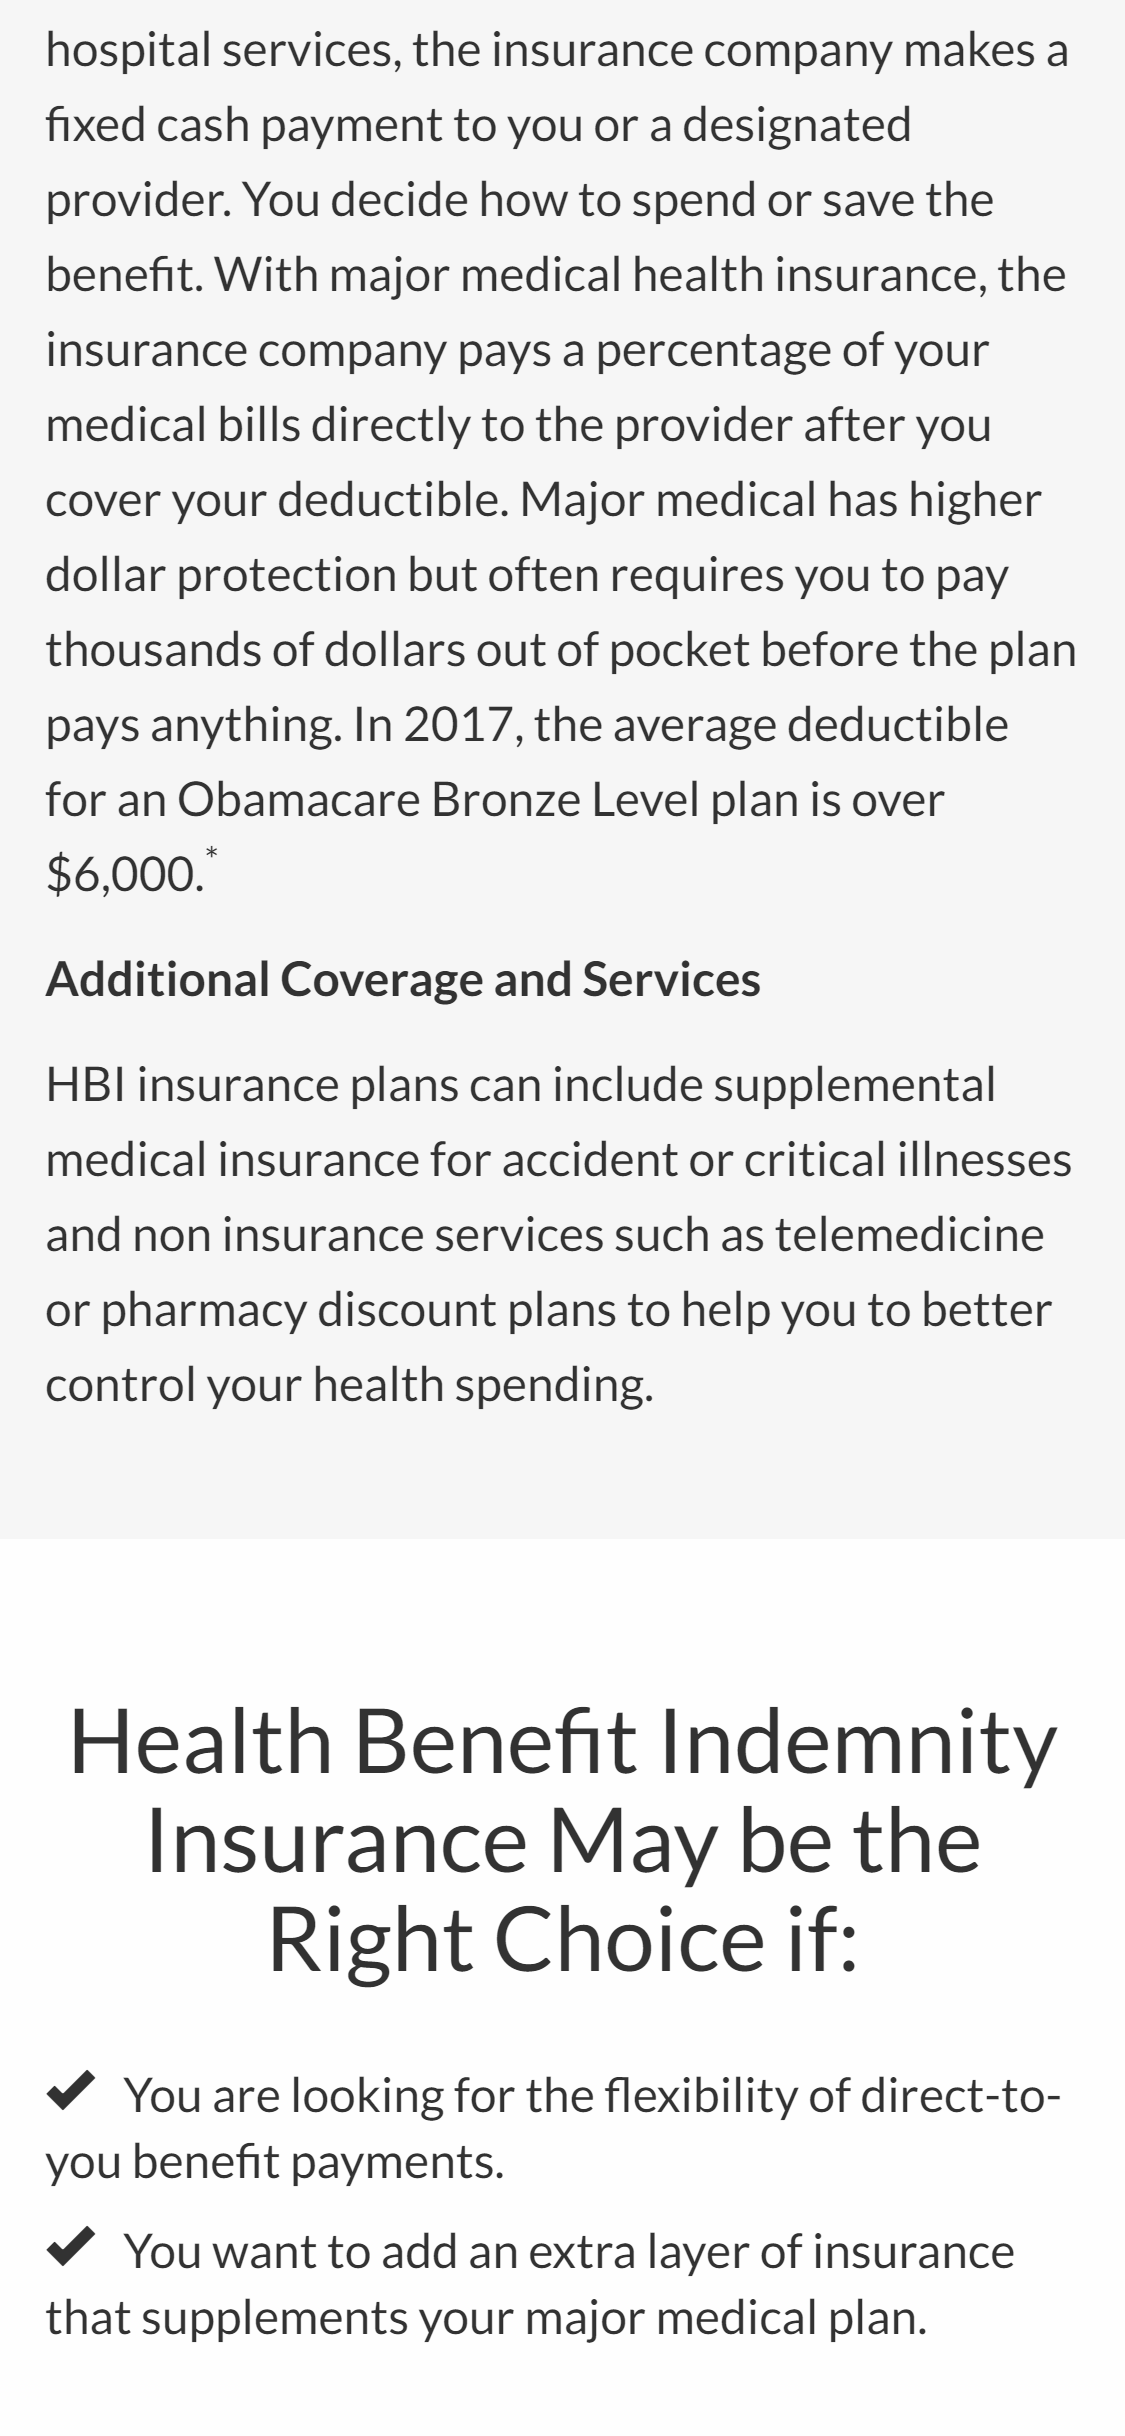 hospital services, the insurance company makes a
fixed cash payment to you or a designated
provider. You decide how to spend or save the
benefit. With major medical health insurance, the
insurance company pays a percentage of your
medical bills directly to the provider after you
cover your deductible. Major medical has higher
dollar protection but often requires you to pay
thousands of dollars out of pocket before the plan
pays anything. In 2017, the average deductible
for an Obamacare Bronze Level plan is over
$6,000.*
Additional Coverage and Services
HBI insurance plans can include supplemental
medical insurance for accident or critical illnesses
and non insurance services such as telemedicine
or pharmacy discount plans to help you to better
control your health spending.
Health Benefit Indemnity
Insurance May be the
Right Choice if:
✔ You are looking for the flexibility of direct-to-
you benefit payments.
✔ You want to add an extra layer of insurance
that supplements your major medical plan.